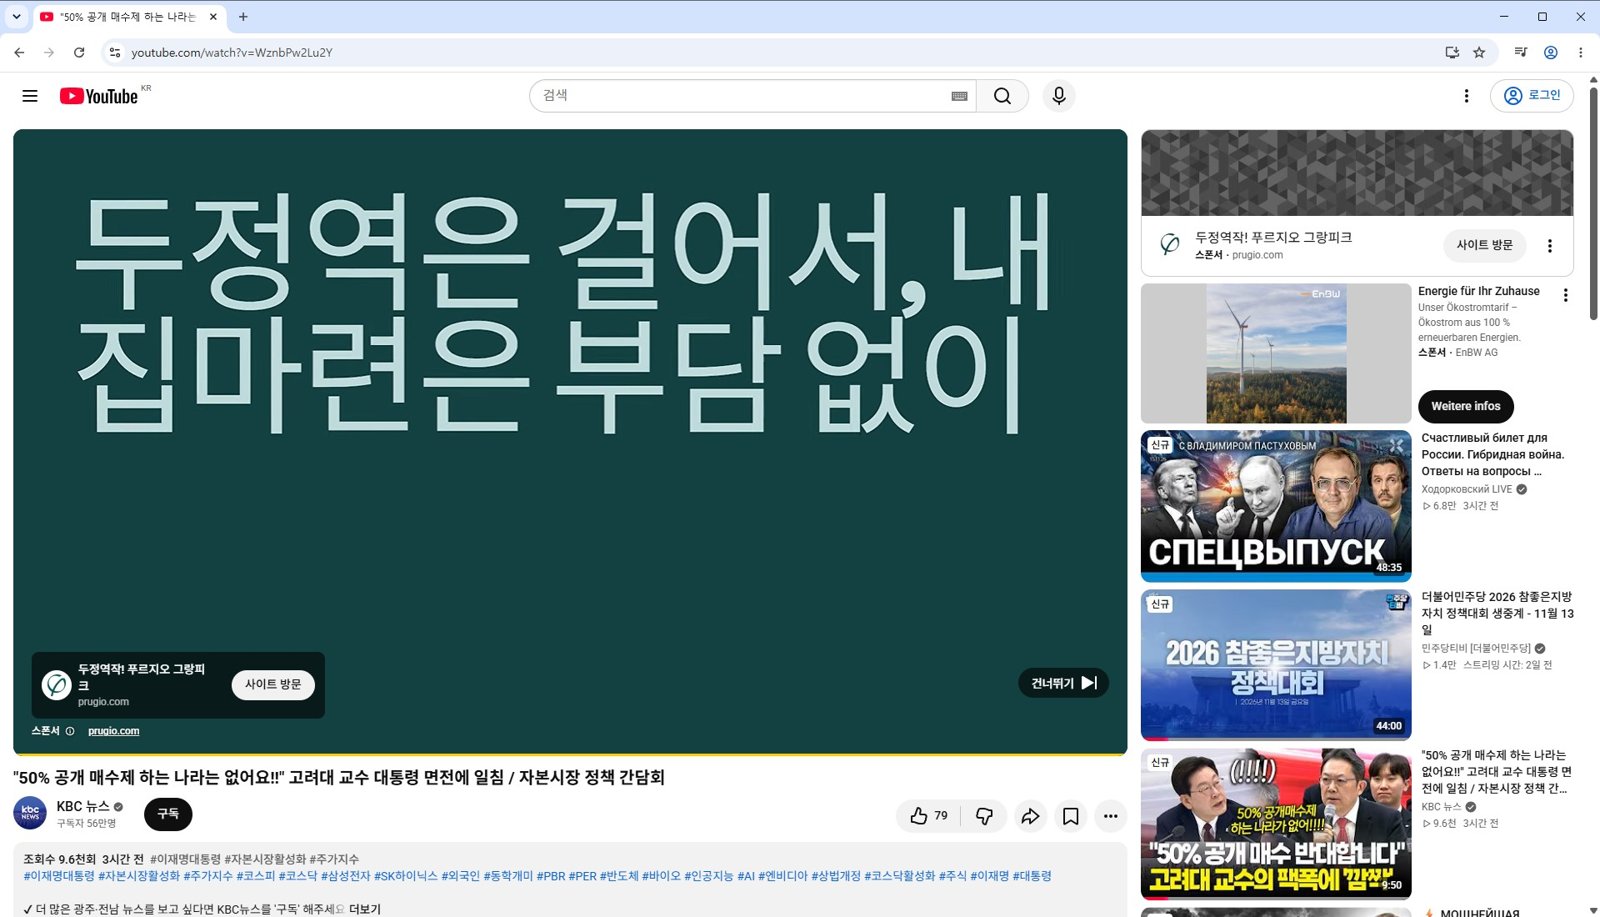 "50% 공개 매수제 하는 나라는
youtube.com/watch?v=WznbPw2Lu2Y
YouTube KR
검색
로그인
두정역은 걸어서, 내
집마련은 부담 없이
두정역작! 푸르지오 그랑피
크
prugio.com
사이트 방문
건너뛰기
스폰서
prugio.com
"50% 공개 매수제 하는 나라는 없어요!!" 고려대 교수 대통령 면전에 일침 / 자본시장 정책 간담회
kbc
NEWS
KBC 뉴스
구독자 56만명
구독
79
조회수 9.6천회 3시간 전 #이재명대통령 #자본시장활성화 #주가지수
#이재명대통령 #자본시장활성화 #주가지수 #코스피 #코스닥 #삼성전자 #SK하이닉스 #외국인 #동학개미 #PBR #PER #반도체 #바이오 #인공지능 #AI #엔비디아 #상법개정 #코스닥활성화 #주식 #이재명 #대통령
✓ 더 많은 광주·전남 뉴스를 보고 싶다면 KBC뉴스를 '구독' 해주세요 더보기
두정역작! 푸르지오 그랑피크
스폰서 · prugio.com
사이트 방문
EnBW
Energie für Ihr Zuhause
Unser Ökostromtarif –
Ökostrom aus 100 %
erneuerbaren Energien.
스폰서 · EnBW AG
Weitere infos
신규
С ВЛАДИМИРОМ ПАСТУХОВЫМ
СПЕЦВЫПУСК
48:35
Счастливый билет для
России. Гибридная война.
Ответы на вопросы ...
Ходорковский LIVE
6.8만 3시간 전
신규
2026 참좋은지방자치
정책대회
2026년 11월 13일 금요일
44:00
더불어민주당 2026 참좋은지방
자치 정책대회 생중계 - 11월 13
일
민주당티비 [더불어민주당]
1.4만 스트리밍 시간: 2일 전
신규
(!!!!)
50% 공개매수제
하는 나라가 없어!!!!
"50% 공개 매수 반대합니다"
고려대 교수의 팩폭에 '깜짝'
9:50
"50% 공개 매수제 하는 나라는
없어요!!" 고려대 교수 대통령 면
전에 일침 / 자본시장 정책 간...
KBC 뉴스
9.6천 3시간 전
신규
МОЩНЕЙШАЯ